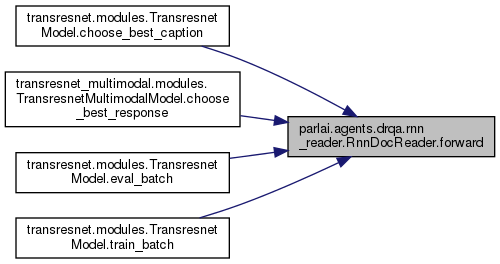 transresnet.modules.Transresnet
Model.choose_best_caption
transresnet_multimodal.modules.
TransresnetMultimodalModel.choose
_best_response
parlai.agents.drqa.rnn
_reader.RnnDocReader.forward
transresnet.modules.Transresnet
Model.eval_batch
transresnet.modules.Transresnet
Model.train_batch